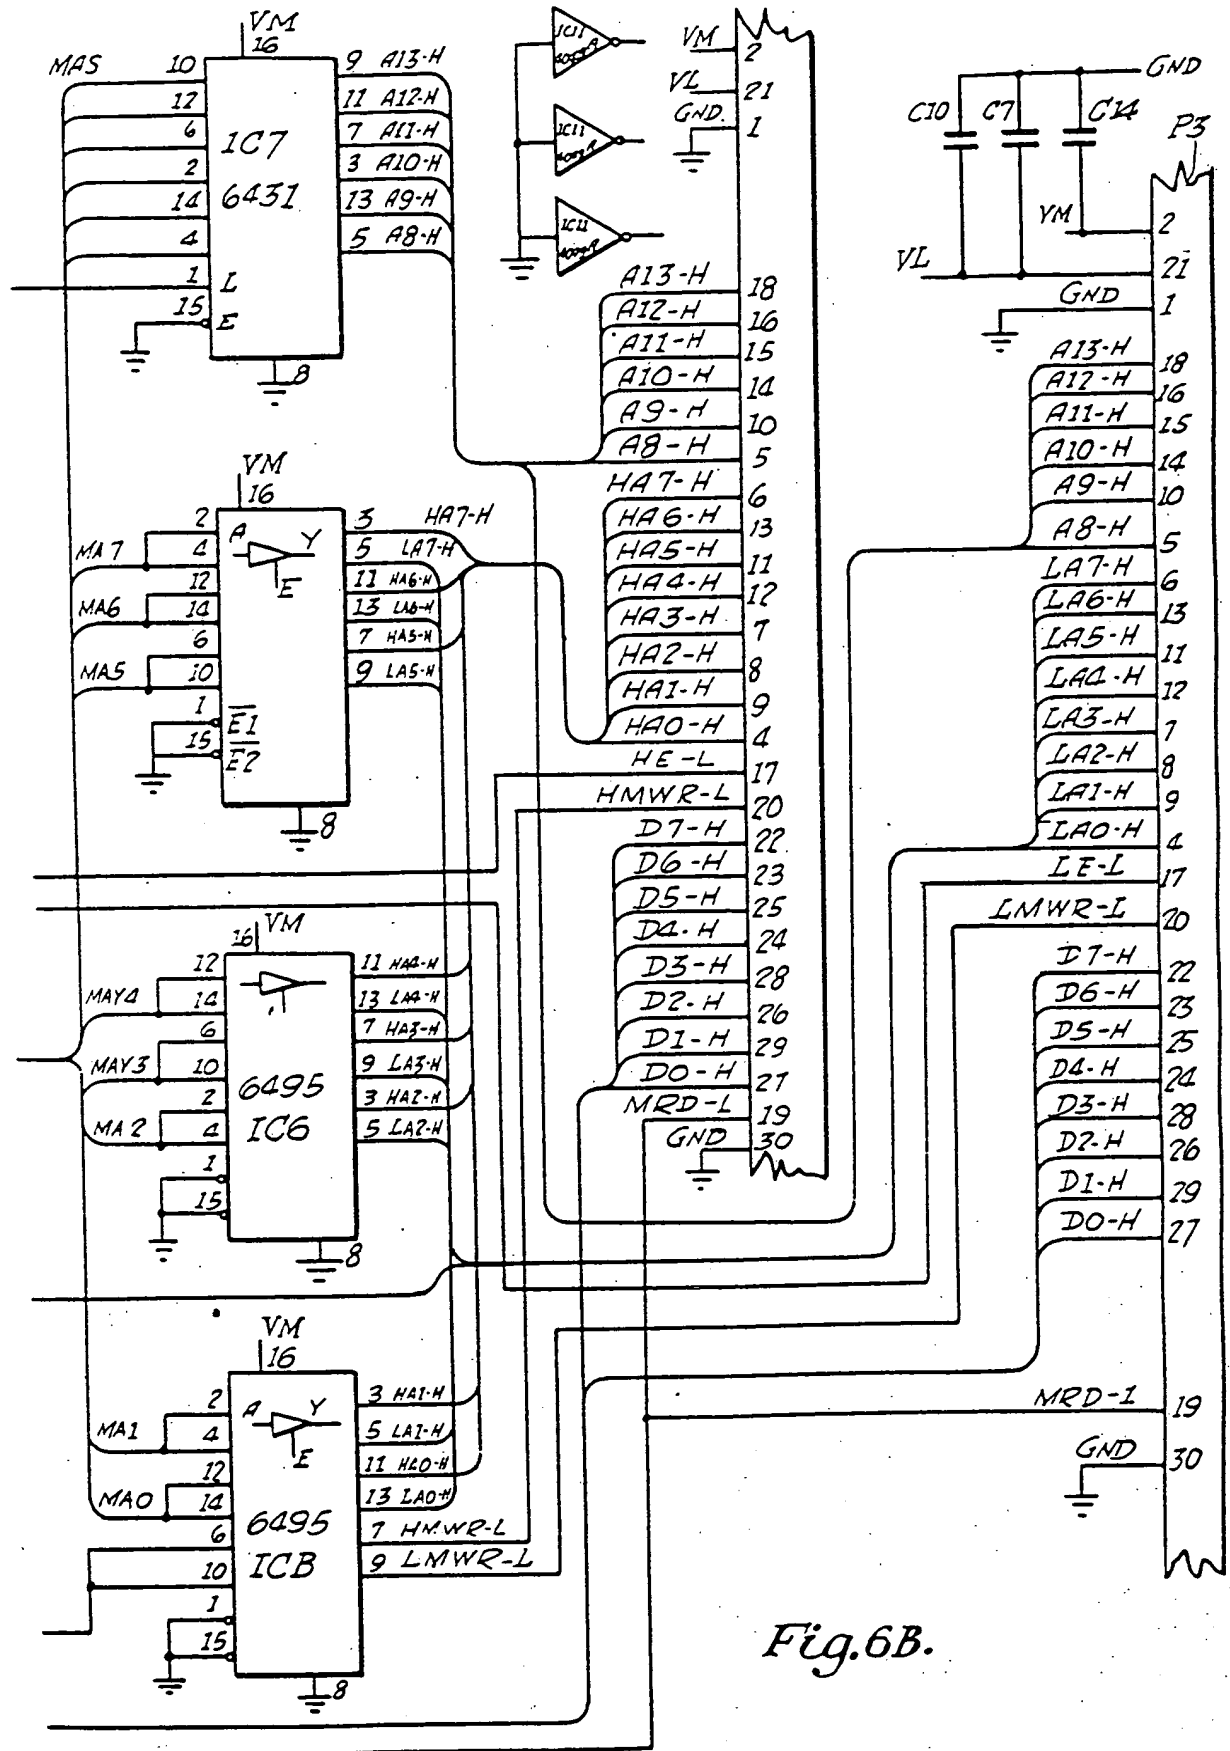 VM
16
MAS
10
12
6
2
14
4
1
15
IC7
6431
L
E
9 A13-H
11 A12-H
7 A11-H
3 A10-H
13 A9-H
5 A8-H
8
IC11
IC11
IC11
VM
2
VL
21
GND.
1
A13-H 18
A12-H 16
A11-H 15
A10-H 14
A9-H 10
A8-H 5
HA7-H 6
HA6-H 13
HA5-H 11
HA4-H 12
HA3-H 7
HA2-H 8
HA1-H 9
HA0-H 4
HE-L 17
HMWR-L 20
D7-H 22
D6-H 23
D5-H 25
D4-H 24
D3-H 28
D2-H 26
D1-H 29
D0-H 27
MRD-L 19
GND 30
GND
C10
C7
C14
P3
YM
2
VL
21
GND
1
A13-H 18
A12-H 16
A11-H 15
A10-H 14
A9-H 10
A8-H 5
LA7-H 6
LA6-H 13
LA5-H 11
LA4-H 12
LA3-H 7
LA2-H 8
LA1-H 9
LA0-H 4
LE-L 17
LMWR-L 20
D7-H 22
D6-H 23
D5-H 25
D4-H 24
D3-H 28
D2-H 26
D1-H 29
D0-H 27
MRD-1 19
GND 30
VM
16
MA7
MA6
MA5
2
4
12
14
6
10
1
15
A
Y
E
E1
E2
3 HA7-H
5 LA7-H
11 HA6-H
13 LA6-H
7 HA5-H
9 LA5-H
8
VM
16
MAY4
MAY3
MA2
12
14
6
10
2
4
1
15
6495
IC6
11 HA4-H
13 LA4-H
7 HA3-H
9 LA3-H
3 HA2-H
5 LA2-H
8
VM
16
MA1
MA0
2
4
12
14
6
10
1
15
A
Y
E
6495
ICB
3 HA1-H
5 LA1-H
11 HL0-H
13 LA0-H
7 HMWR-L
9 LMWR-L
8
Fig.6B.